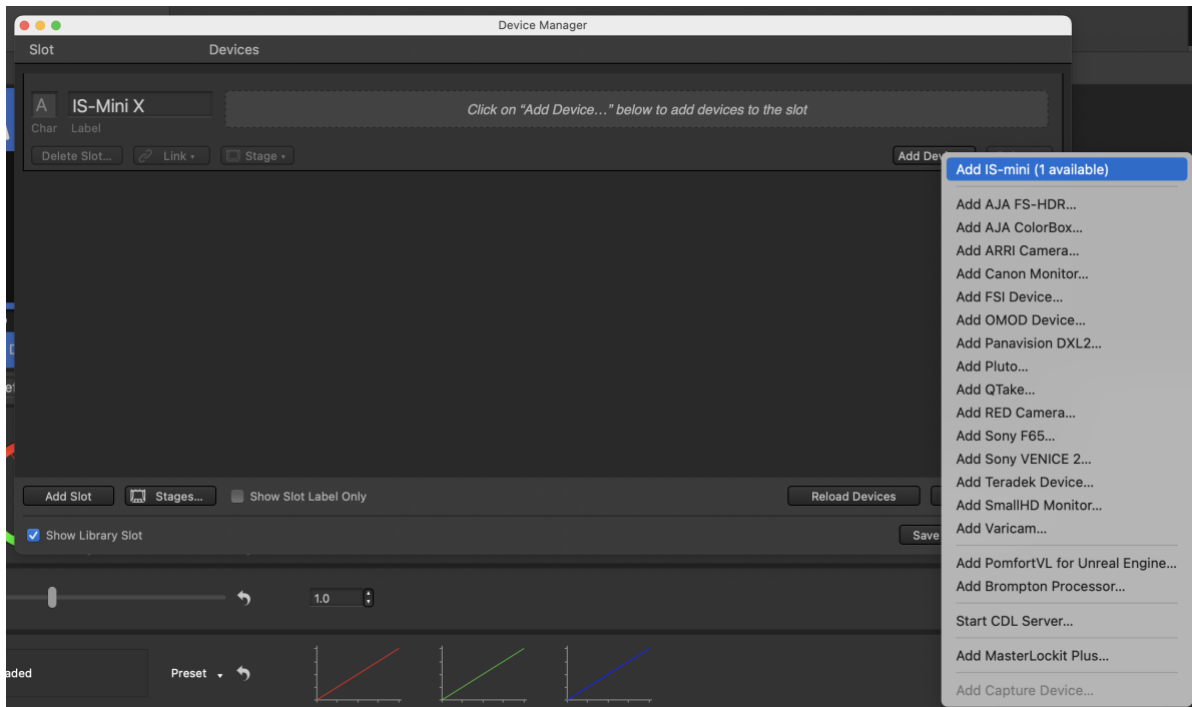 Device Manager
Slot Devices
A IS-Mini X Click on “Add Device…” below to add devices to the slot
Char Label
Delete Slot... Link Stage Add
Add IS-mini (1 available)
Add AJA FS-HDR...
Add AJA ColorBox...
Add ARRI Camera...
Add Canon Monitor...
Add FSI Device...
Add OMOD Device...
Add Panavision DXL2...
Add Pluto...
Add QTake...
Add RED Camera...
Add Sony F65...
Add Sony VENICE 2...
Add Teradek Device...
Add SmallHD Monitor...
Add Varicam...
Add PomfortVL for Unreal Engine...
Add Brompton Processor...
Start CDL Server...
Add MasterLockit Plus...
Add Capture Device...
Add Slot Stages... Show Slot Label Only Reload Devices
Show Library Slot Save
1.0
aded Preset